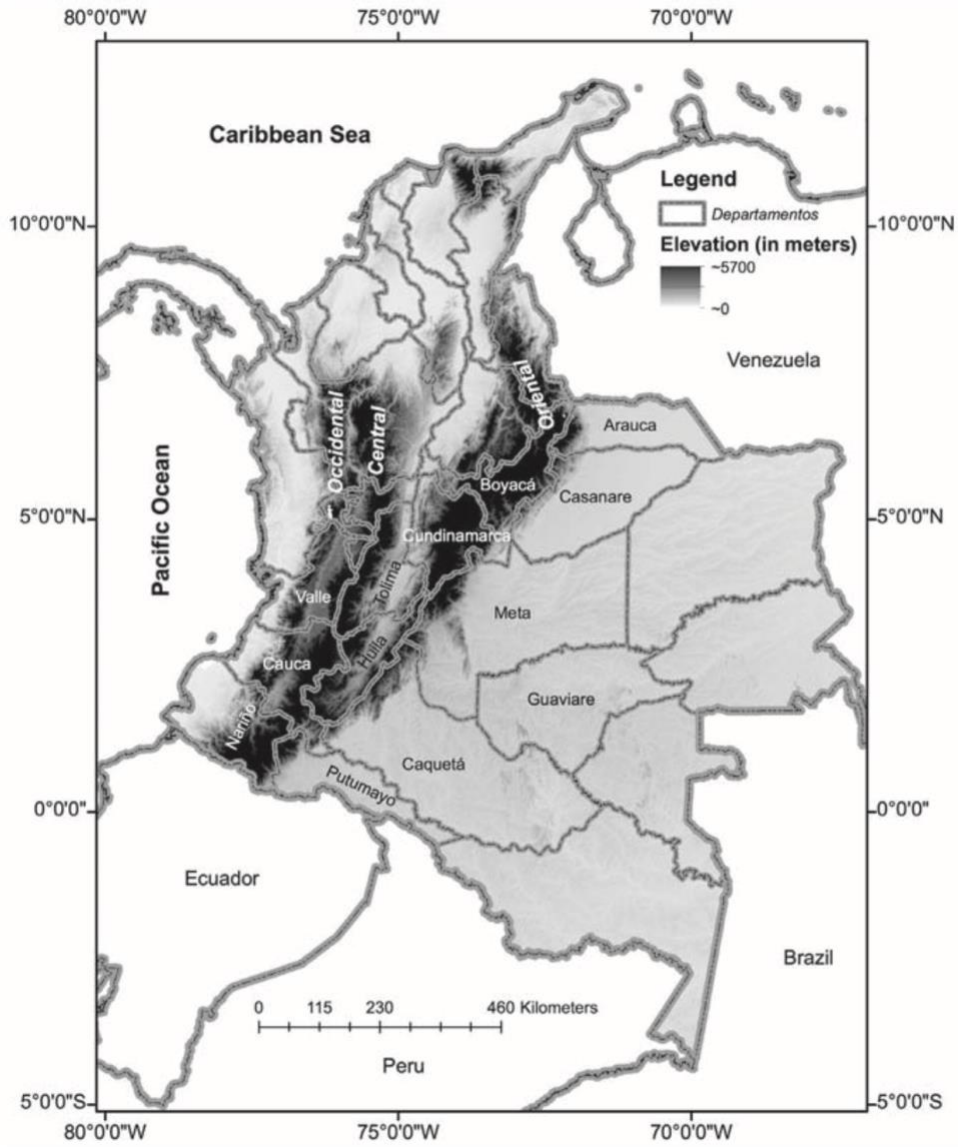 80°0'0"W 75°0'0"W 70°0'0"W
Caribbean Sea
Legend
Departamentos
10°0'0"N 10°0'0"N
Elevation (in meters)
~5700
~0
Venezuela
Oriental
Occidental
Central
Arauca
Pacific Ocean
Boyacá
Casanare
5°0'0"N 5°0'0"N
Cundinamarca
Tolima
Valle
Meta
Huila
Cauca
Guaviare
Nariño
Caquetá
Putumayo
0°0'0" 0°0'0"
Ecuador
Brazil
0 115 230 460 Kilometers
Peru
5°0'0"S 5°0'0"S
80°0'0"W 75°0'0"W 70°0'0"W